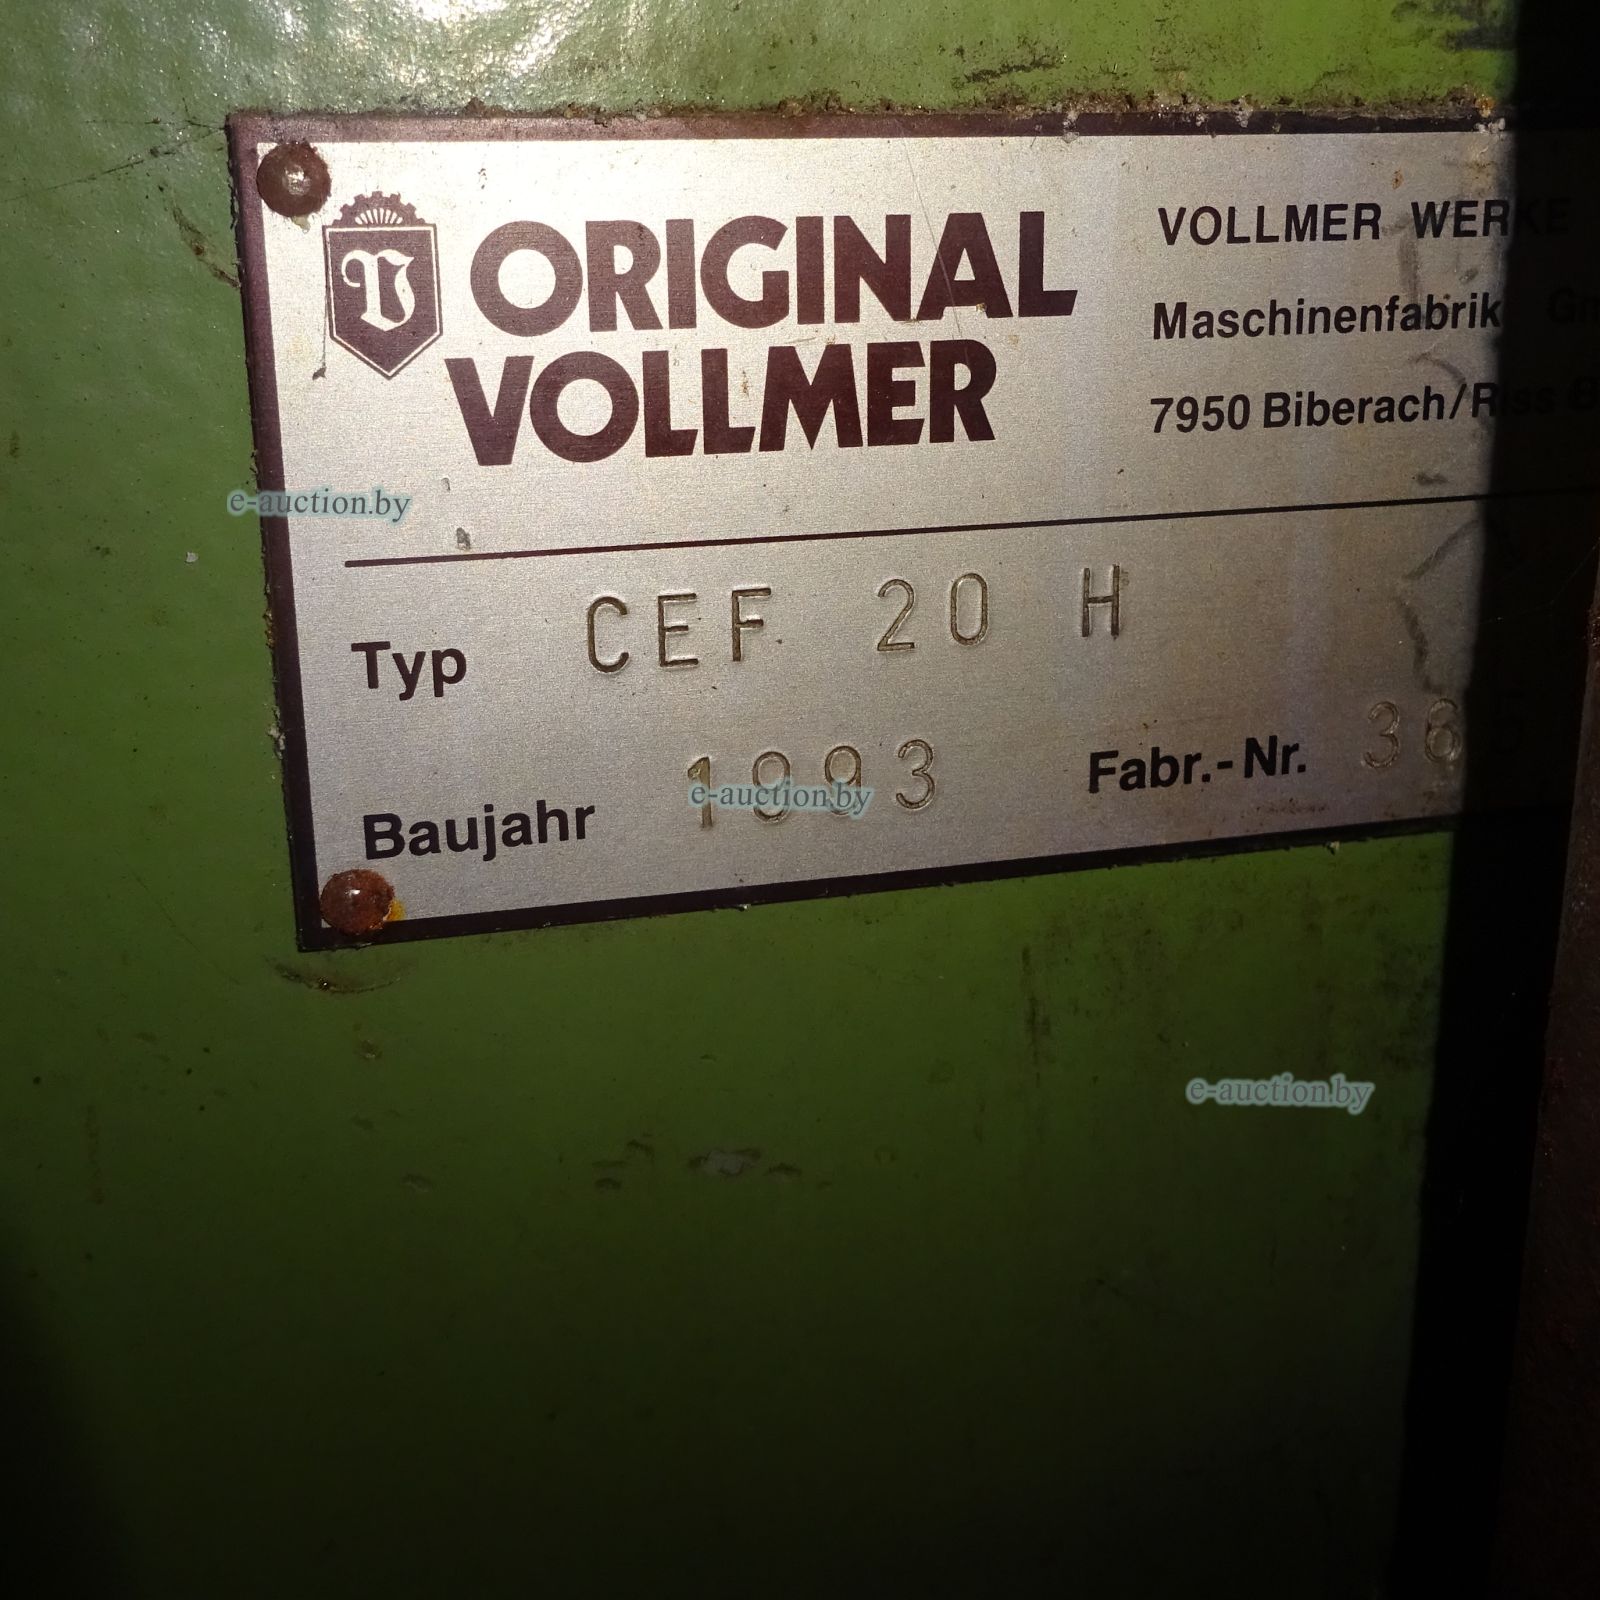 ORIGINAL
VOLLMER
VOLLMER WERKE
Maschinenfabrik
7950 Biberach/Riss
e-auction.by
Typ CEF 20 H
Baujahr 1993 Fabr.-Nr. 365
e-auction.by
e-auction.by